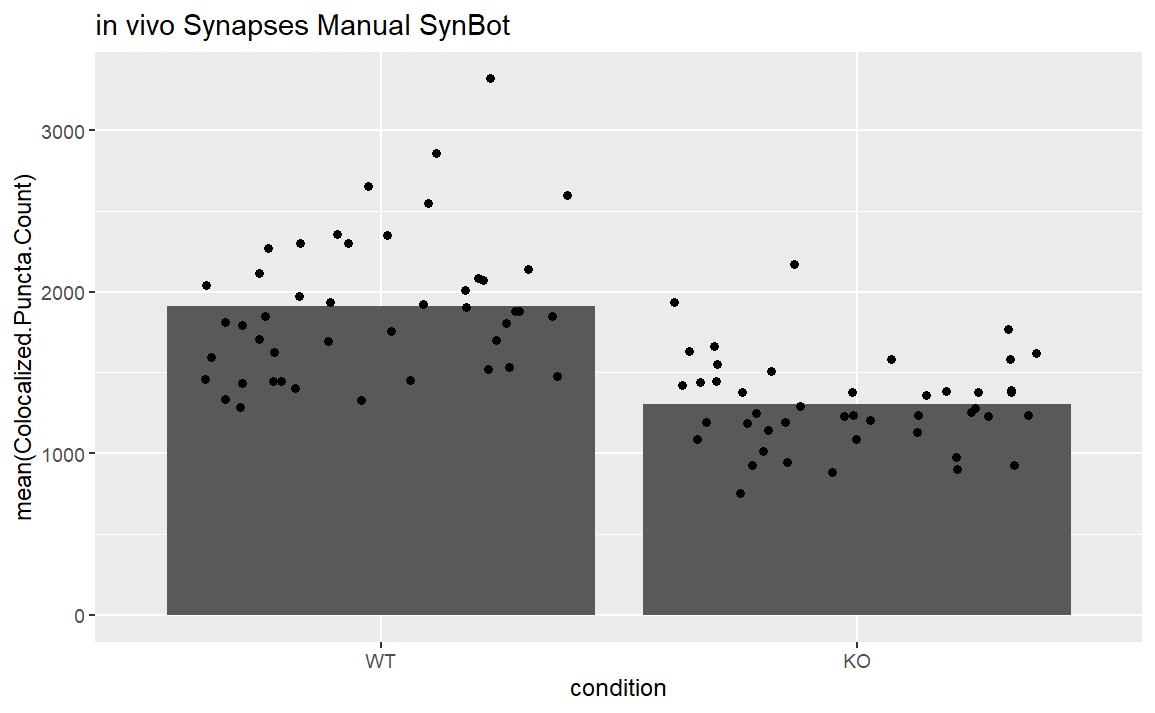 in vivo Synapses Manual SynBot
mean(Colocalized.Puncta.Count)
3000
2000
1000
0
WT
KO
condition